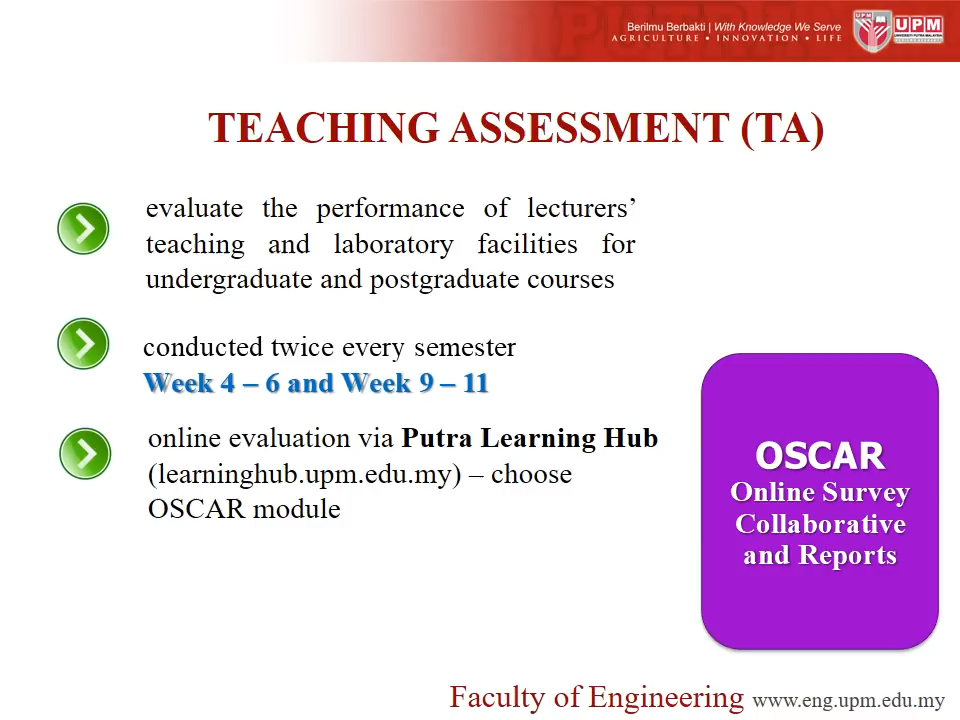 Berilmu Berbakti | With Knowledge We Serve
AGRICULTURE • INNOVATION • LIFE
UPM
UNIVERSITI PUTRA MALAYSIA
TEACHING ASSESSMENT (TA)
evaluate the performance of lecturers’
teaching and laboratory facilities for
undergraduate and postgraduate courses
conducted twice every semester
Week 4 – 6 and Week 9 – 11
online evaluation via Putra Learning Hub
(learninghub.upm.edu.my) – choose
OSCAR module
OSCAR
Online Survey
Collaborative
and Reports
Faculty of Engineering www.eng.upm.edu.my